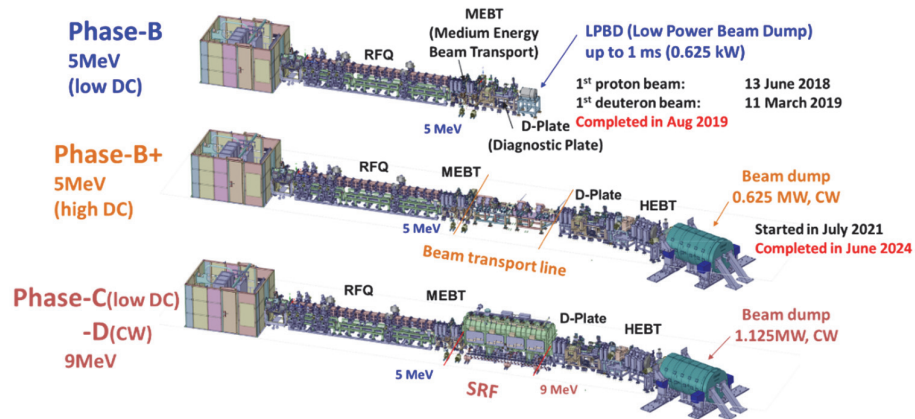 Phase-B
5MeV
(low DC)
RFQ
MEBT
(Medium Energy
Beam Transport)
LPBD (Low Power Beam Dump)
up to 1 ms (0.625 kW)
1st proton beam: 13 June 2018
1st deuteron beam: 11 March 2019
Completed in Aug 2019
5 MeV
D-Plate
(Diagnostic Plate)
Phase-B+
5MeV
(high DC)
RFQ
MEBT
D-Plate
HEBT
Beam dump
0.625 MW, CW
Started in July 2021
Completed in June 2024
5 MeV
Beam transport line
Phase-C(low DC)
-D(CW)
9MeV
RFQ
MEBT
D-Plate
HEBT
Beam dump
1.125MW, CW
5 MeV
SRF
9 MeV